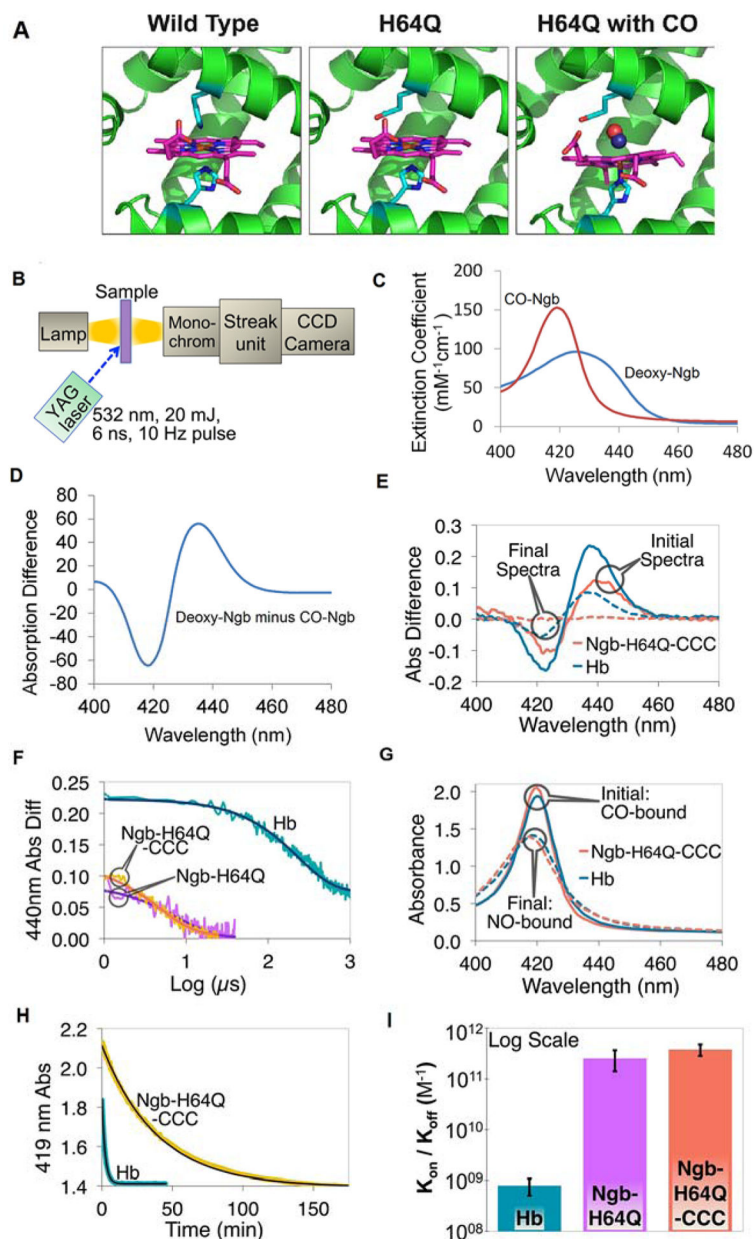 A
Wild Type
H64Q
H64Q with CO
B
Sample
Lamp
Mono-
chrom
Streak
unit
CCD
Camera
YAG
laser
532 nm, 20 mJ,
6 ns, 10 Hz pulse
C
Extinction Coefficient
(mM-1cm-1)
200
150
100
50
0
CO-Ngb
Deoxy-Ngb
400 420 440 460 480
Wavelength (nm)
D
Absorption Difference
80
60
40
20
0
-20
-40
-60
-80
Deoxy-Ngb minus CO-Ngb
400 420 440 460 480
Wavelength (nm)
E
Abs Difference
0.3
0.2
0.1
0.0
-0.1
-0.2
Final
Spectra
Initial
Spectra
Ngb-H64Q-CCC
Hb
400 420 440 460 480
Wavelength (nm)
F
440nm Abs Diff
0.25
0.20
0.15
0.10
0.05
0.00
Hb
Ngb-H64Q
-CCC
Ngb-H64Q
0 1 2 3
Log (µs)
G
Absorbance
2.0
1.5
1.0
0.5
0.0
Initial:
CO-bound
Ngb-H64Q-CCC
Hb
Final:
NO-bound
400 420 440 460 480
Wavelength (nm)
H
419 nm Abs
2.2
2.0
1.8
1.6
1.4
Ngb-H64Q
-CCC
Hb
0 50 100 150
Time (min)
I
Kon / Koff (M-1)
10¹²
10¹¹
10¹⁰
10⁰⁹
10⁰⁸
Log Scale
Hb
Ngb-
H64Q
Ngb-
H64Q
-CCC